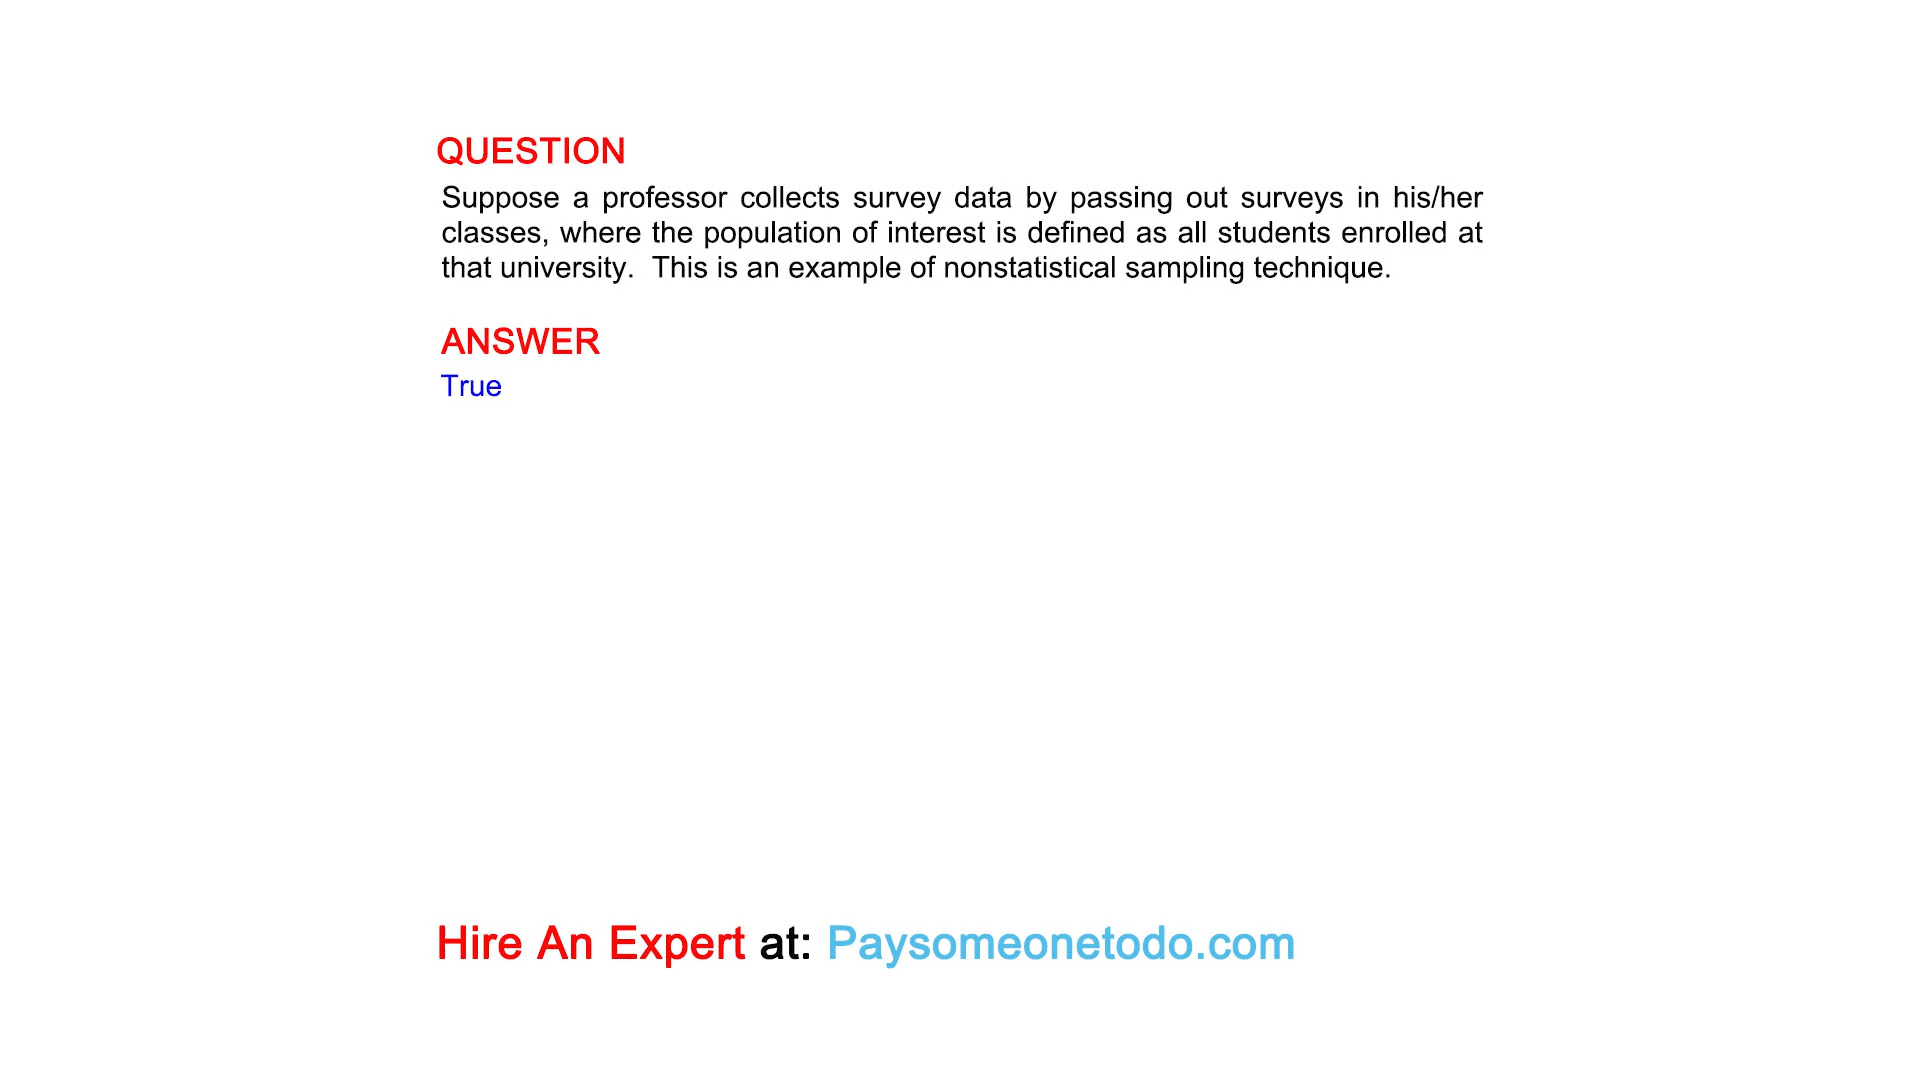 QUESTION
Suppose a professor collects survey data by passing out surveys in his/her
classes, where the population of interest is defined as all students enrolled at
that university.  This is an example of nonstatistical sampling technique.
ANSWER
True
Hire An Expert at: Paysomeonetodo.com